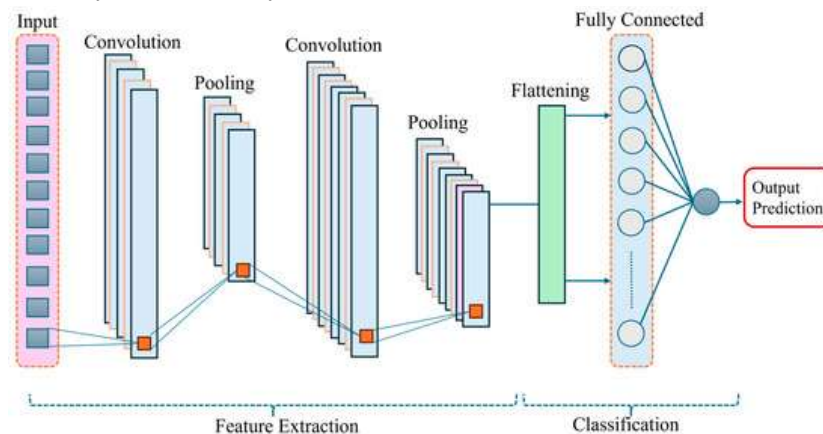 Input
Convolution
Pooling
Convolution
Pooling
Flattening
Fully Connected
Output
Prediction
Feature Extraction
Classification